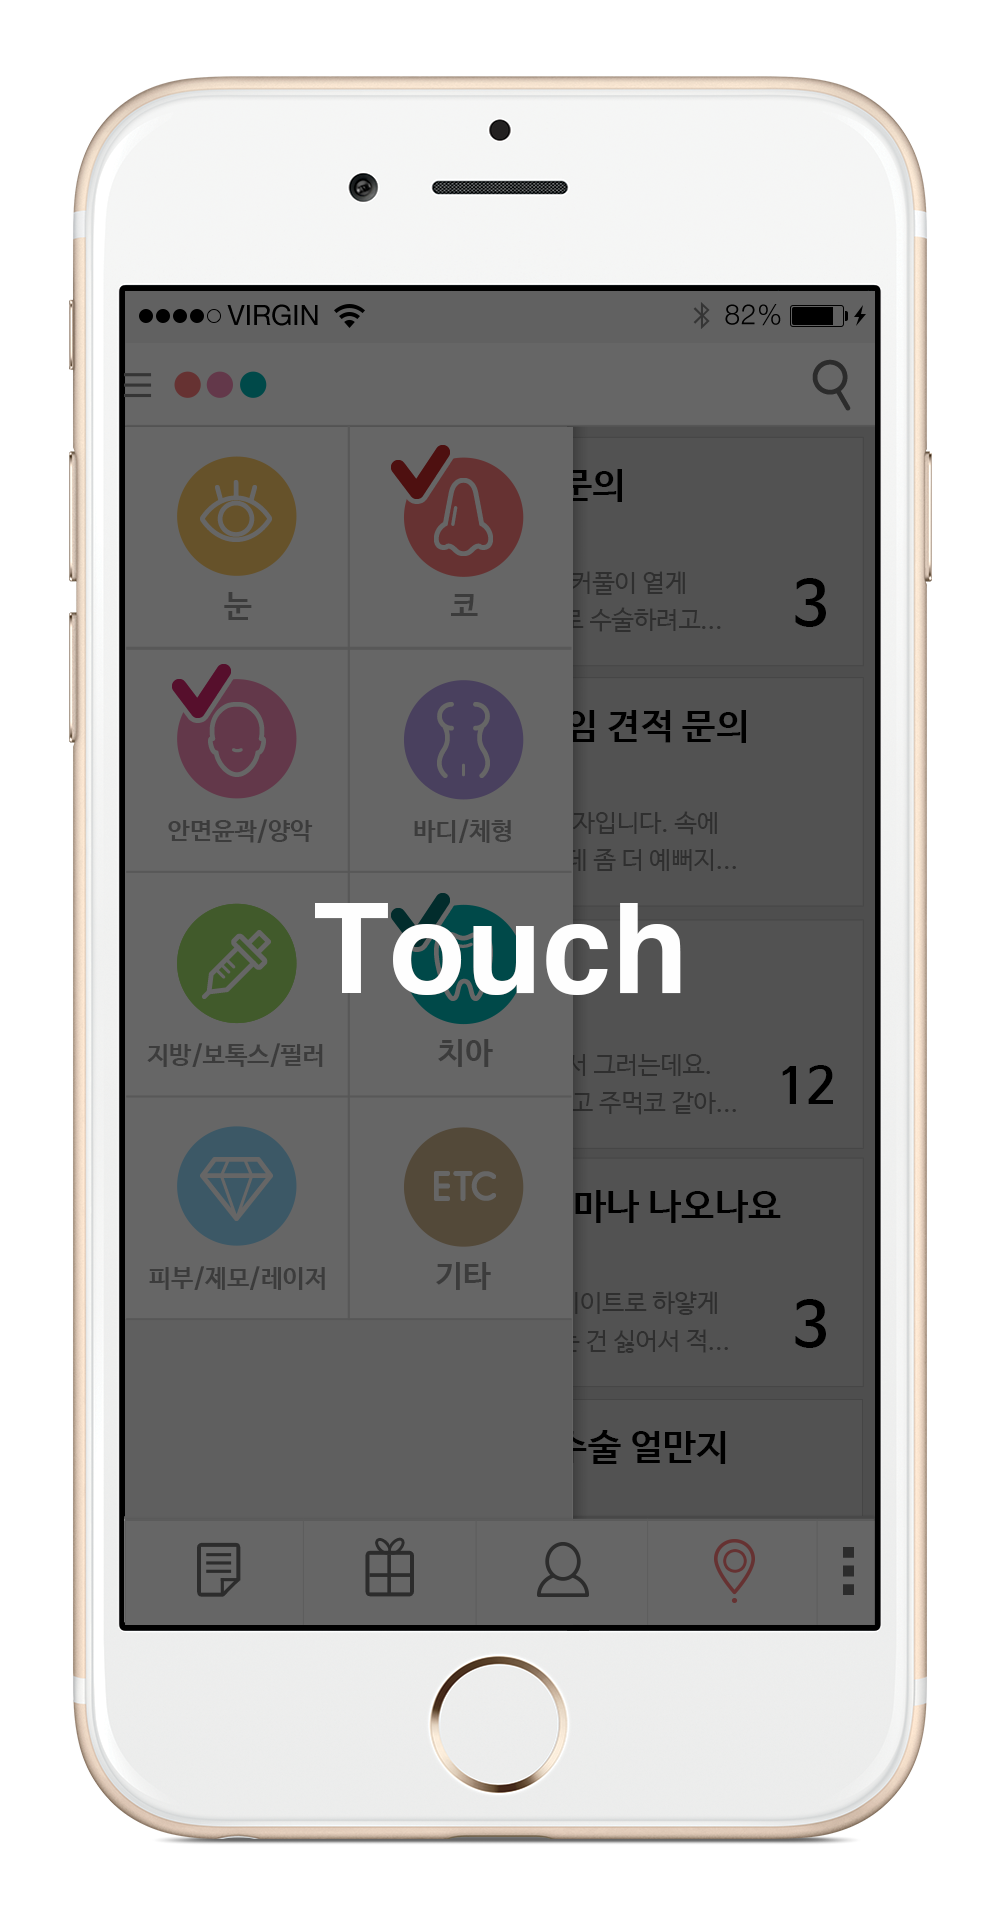 VIRGIN 82%
눈
코
안면윤곽/양악
바디/체형
지방/보톡스/필러
치아
피부/제모/레이저
ETC
기타
문의
커풀이 옅게
로 수술하려고...
3
임 견적 문의
자입니다. 속에
데 좀 더 예뻐지...
서 그러는데요.
고 주먹코 같아...
12
마나 나오나요
이트로 하얗게
는 건 싫어서 적...
3
수술 얼만지
Touch